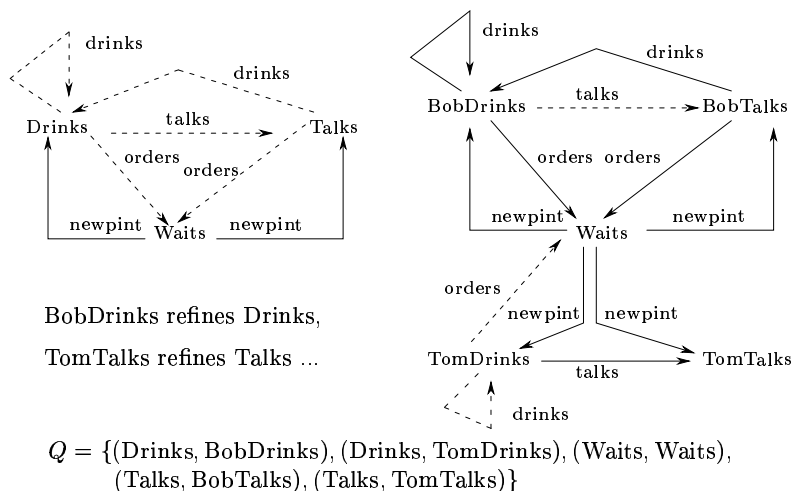 drinks
drinks
Drinks
talks
Talks
orders
orders
newpint
newpint
Waits
drinks
drinks
BobDrinks
talks
BobTalks
orders
orders
newpint
newpint
Waits
orders
newpint
newpint
TomDrinks
talks
TomTalks
drinks
BobDrinks refines Drinks,
TomTalks refines Talks ...
Q = {(Drinks, BobDrinks), (Drinks, TomDrinks), (Waits, Waits),
(Talks, BobTalks), (Talks, TomTalks)}